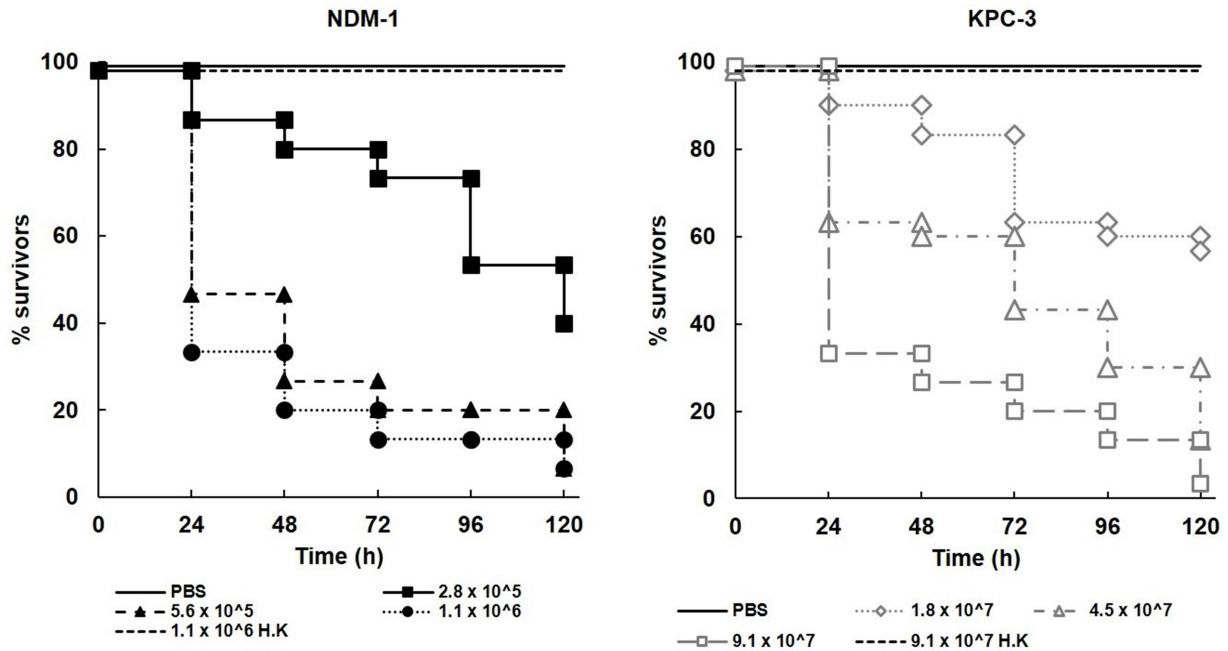 NDM-1
100
80
60
40
20
0
% survivors
0 24 48 72 96 120
Time (h)
PBS 2.8 x 10^5
5.6 x 10^5 1.1 x 10^6
1.1 x 10^6 H.K
KPC-3
100
80
60
40
20
0
% survivors
0 24 48 72 96 120
Time (h)
PBS 1.8 x 10^7 4.5 x 10^7
9.1 x 10^7 9.1 x 10^7 H.K